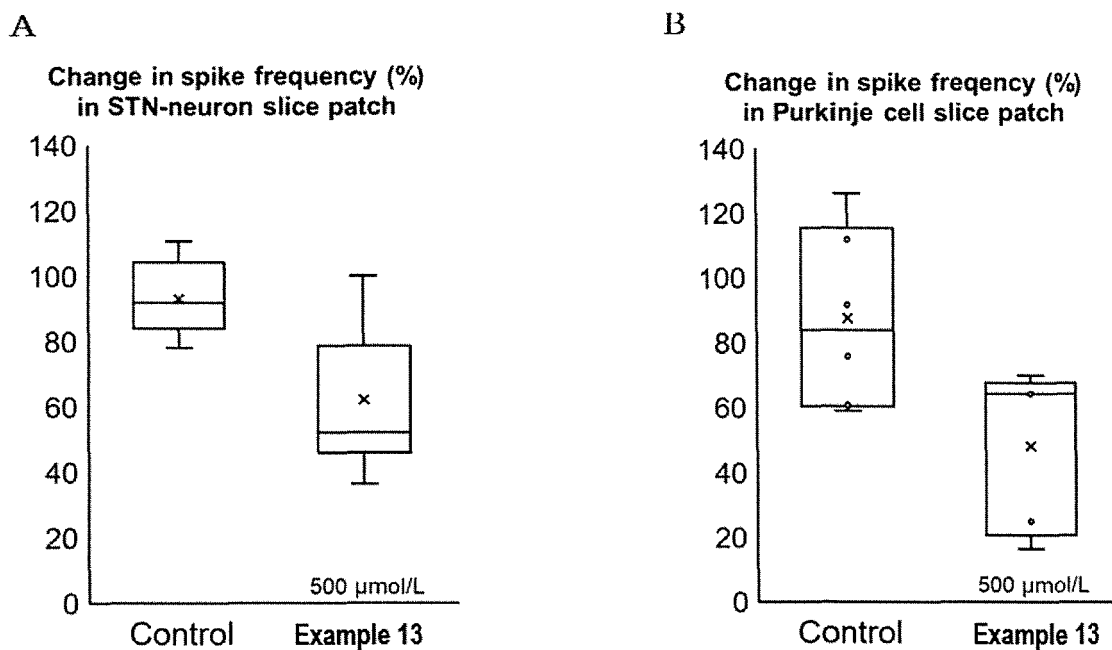 A
Change in spike frequency (%)
in STN-neuron slice patch
140
120
100
80
60
40
20
0
500 µmol/L
Control
Example 13
B
Change in spike freqency (%)
in Purkinje cell slice patch
140
120
100
80
60
40
20
0
500 µmol/L
Control
Example 13